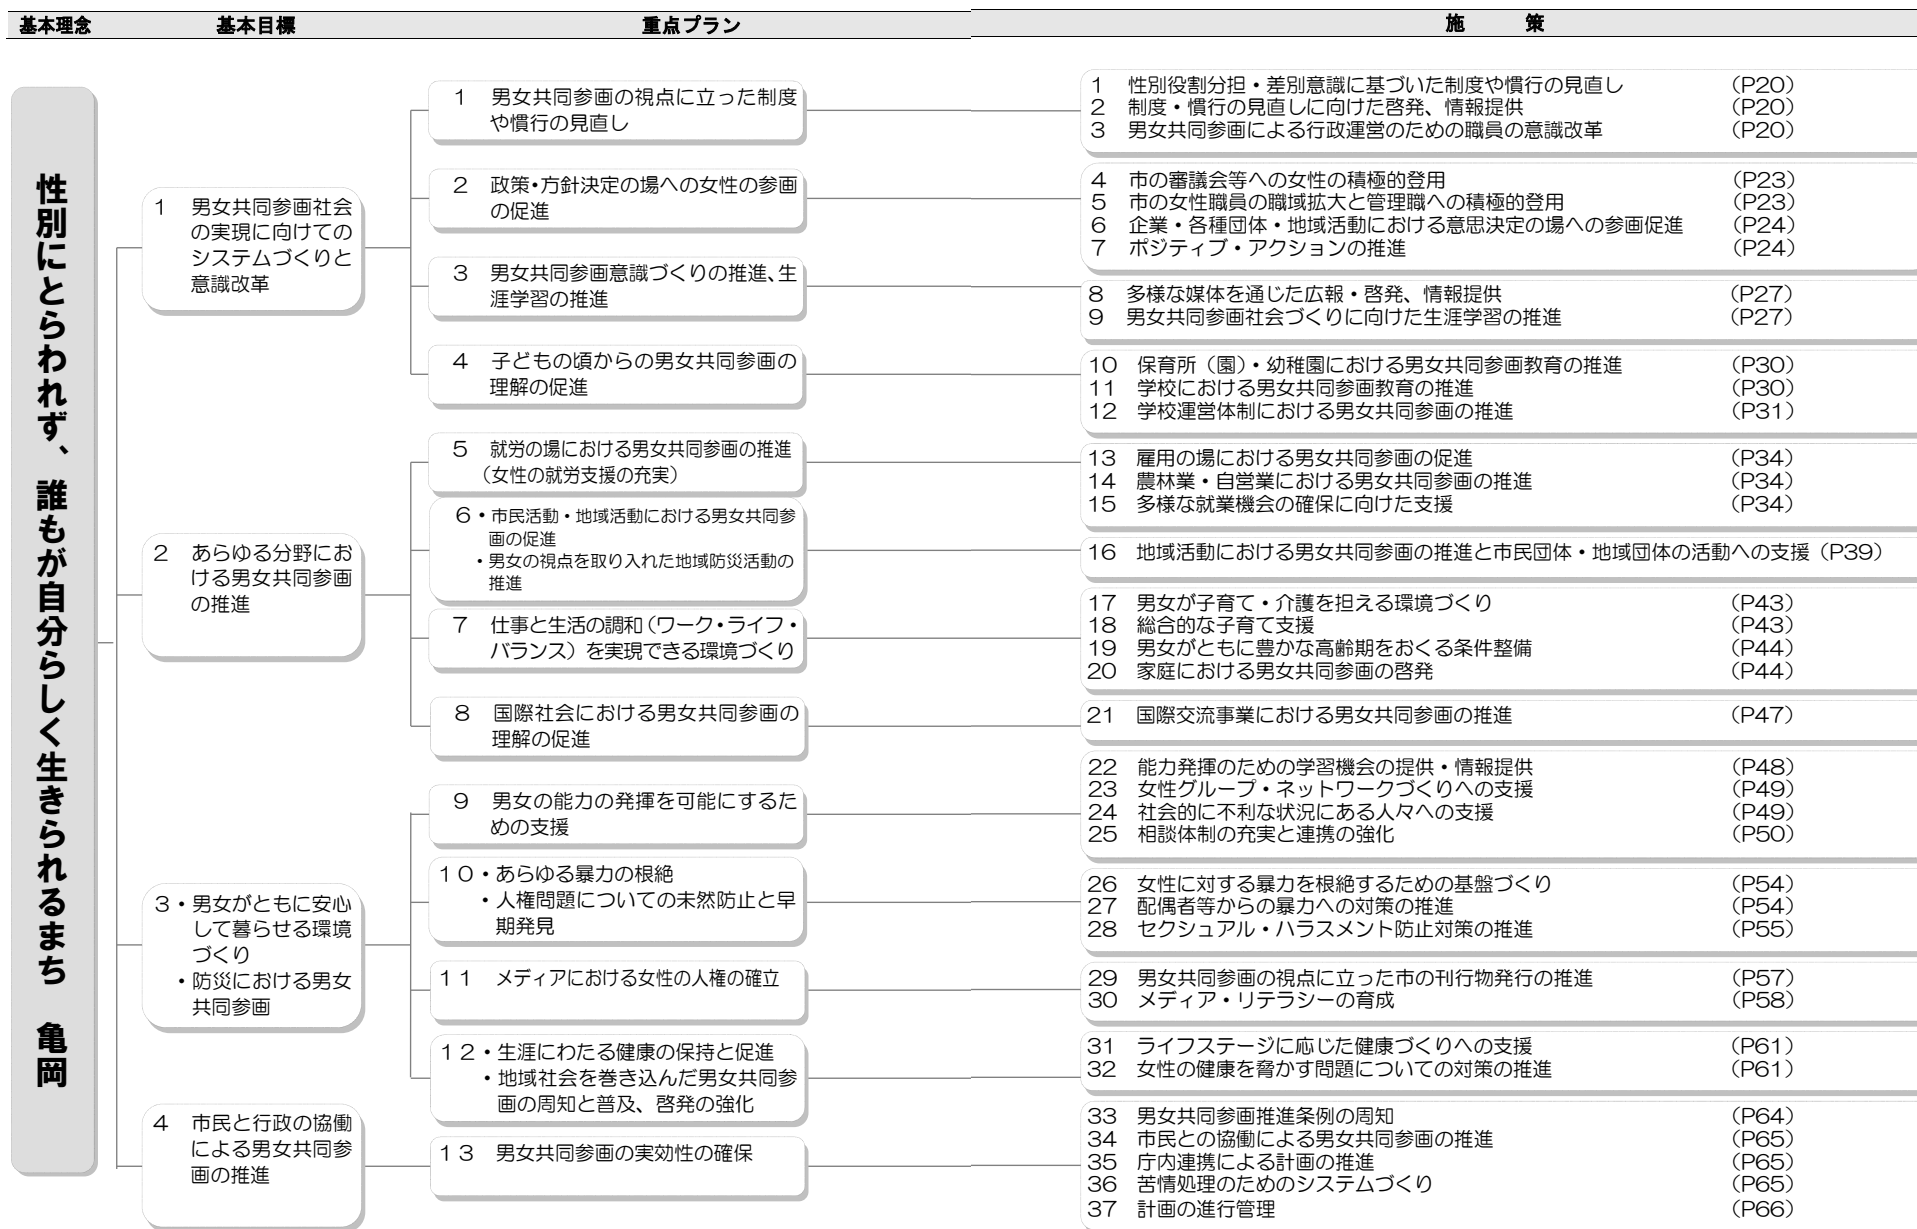 基本理念
基本目標
重点プラン
施　　　策
性別にとらわれず、誰もが自分らしく生きられるまち　亀岡
１　男女共同参画社会
の実現に向けての
システムづくりと
意識改革
１　男女共同参画の視点に立った制度
や慣行の見直し
1　性別役割分担・差別意識に基づいた制度や慣行の見直し　（P20）
2　制度・慣行の見直しに向けた啓発、情報提供　（P20）
3　男女共同参画による行政運営のための職員の意識改革　（P20）
２　政策・方針決定の場への女性の参画
の促進
4　市の審議会等への女性の積極的登用　（P23）
5　市の女性職員の職域拡大と管理職への積極的登用　（P23）
6　企業・各種団体・地域活動における意思決定の場への参画促進　（P24）
7　ポジティブ・アクションの推進　（P24）
３　男女共同参画意識づくりの推進、生
涯学習の推進
8　多様な媒体を通じた広報・啓発、情報提供　（P27）
9　男女共同参画社会づくりに向けた生涯学習の推進　（P27）
４　子どもの頃からの男女共同参画の
理解の促進
10　保育所（園）・幼稚園における男女共同参画教育の推進　（P30）
11　学校における男女共同参画教育の推進　（P30）
12　学校運営体制における男女共同参画の推進　（P31）
２　あらゆる分野にお
ける男女共同参画
の推進
５　就労の場における男女共同参画の推進
（女性の就労支援の充実）
13　雇用の場における男女共同参画の促進　（P34）
14　農林業・自営業における男女共同参画の推進　（P34）
15　多様な就業機会の確保に向けた支援　（P34）
６・市民活動・地域活動における男女共同参
画の促進
・男女の視点を取り入れた地域防災活動の
推進
16　地域活動における男女共同参画の推進と市民団体・地域団体の活動への支援（P39）
７　仕事と生活の調和（ワーク・ライフ・
バランス）を実現できる環境づくり
17　男女が子育て・介護を担える環境づくり　（P43）
18　総合的な子育て支援　（P43）
19　男女がともに豊かな高齢期をおくる条件整備　（P44）
20　家庭における男女共同参画の啓発　（P44）
８　国際社会における男女共同参画の
理解の促進
21　国際交流事業における男女共同参画の推進　（P47）
３・男女がともに安心
して暮らせる環境
づくり
・防災における男女
共同参画
９　男女の能力の発揮を可能にするた
めの支援
22　能力発揮のための学習機会の提供・情報提供　（P48）
23　女性グループ・ネットワークづくりへの支援　（P49）
24　社会的に不利な状況にある人々への支援　（P49）
25　相談体制の充実と連携の強化　（P50）
１０・あらゆる暴力の根絶
・人権問題についての未然防止と早
期発見
26　女性に対する暴力を根絶するための基盤づくり　（P54）
27　配偶者等からの暴力への対策の推進　（P54）
28　セクシュアル・ハラスメント防止対策の推進　（P55）
１１　メディアにおける女性の人権の確立
29　男女共同参画の視点に立った市の刊行物発行の推進　（P57）
30　メディア・リテラシーの育成　（P58）
１２・生涯にわたる健康の保持と促進
・地域社会を巻き込んだ男女共同参
画の周知と普及、啓発の強化
31　ライフステージに応じた健康づくりへの支援　（P61）
32　女性の健康を脅かす問題についての対策の推進　（P61）
４　市民と行政の協働
による男女共同参
画の推進
１３　男女共同参画の実効性の確保
33　男女共同参画推進条例の周知　（P64）
34　市民との協働による男女共同参画の推進　（P65）
35　庁内連携による計画の推進　（P65）
36　苦情処理のためのシステムづくり　（P65）
37　計画の進行管理　（P66）